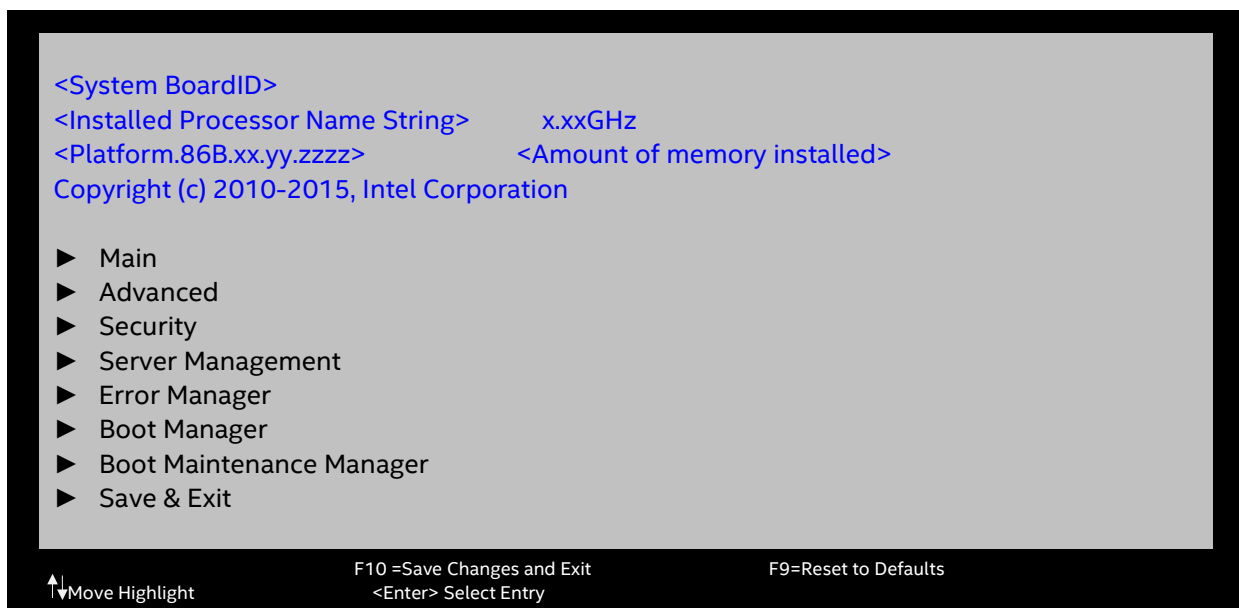 <System BoardID>
<Installed Processor Name String> x.xxGHz
<Platform.86B.xx.yy.zzzz> <Amount of memory installed>
Copyright (c) 2010-2015, Intel Corporation
► Main
► Advanced
► Security
► Server Management
► Error Manager
► Boot Manager
► Boot Maintenance Manager
► Save & Exit
F10 =Save Changes and Exit F9=Reset to Defaults
↑↓Move Highlight <Enter> Select Entry